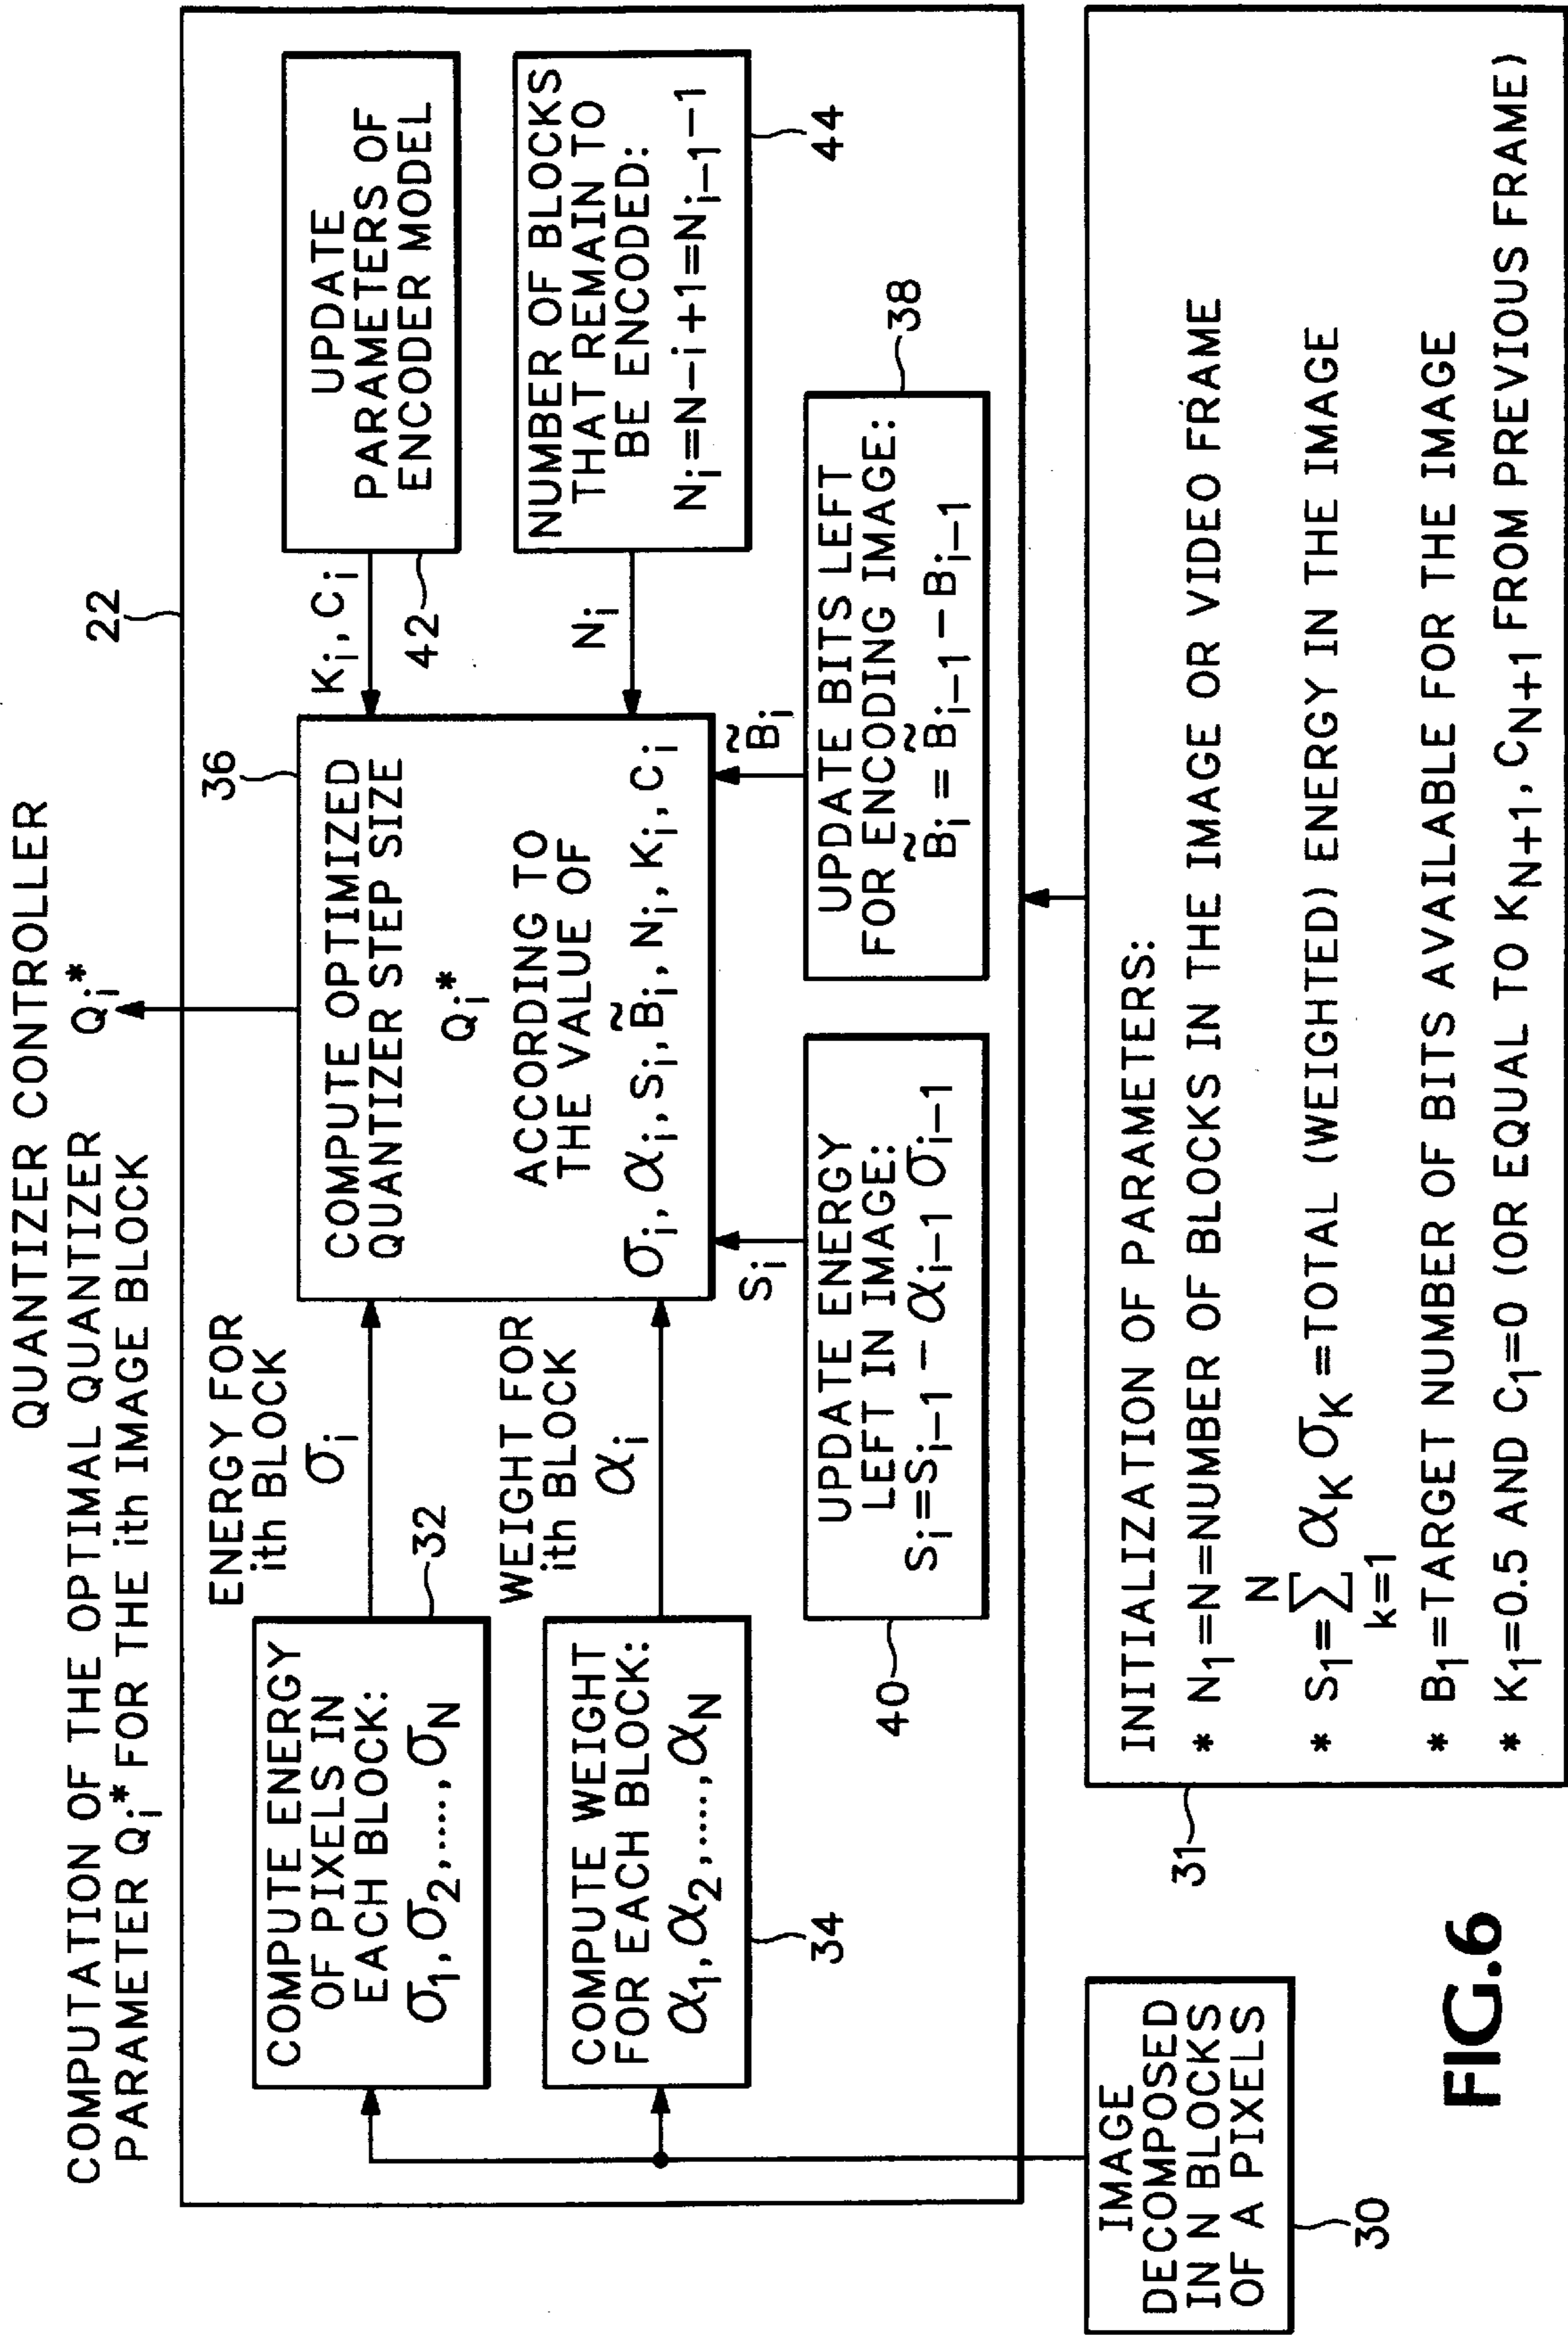 QUANTIZER CONTROLLER
COMPUTATION OF THE OPTIMAL QUANTIZER
PARAMETER Qi* FOR THE ith IMAGE BLOCK
Qi*
22
COMPUTE ENERGY
OF PIXELS IN
EACH BLOCK:
σ1, σ2, ...., σN
32
ENERGY FOR
ith BLOCK
σi
COMPUTE WEIGHT
FOR EACH BLOCK:
α1, α2, ...., αN
34
WEIGHT FOR
ith BLOCK
αi
36
COMPUTE OPTIMIZED
QUANTIZER STEP SIZE
Qi*
ACCORDING TO
THE VALUE OF
σi, αi, Si, B̃i, Ni, Ki, Ci
Ki, Ci
42
UPDATE
PARAMETERS OF
ENCODER MODEL
Ni
NUMBER OF BLOCKS
THAT REMAIN TO
BE ENCODED:
Ni=N−i+1=Ni−1−1
44
Si
UPDATE ENERGY
LEFT IN IMAGE:
Si=Si−1 − αi−1 σi−1
40
B̃i
UPDATE BITS LEFT
FOR ENCODING IMAGE:
B̃i = B̃i−1 − Bi−1
38
IMAGE
DECOMPOSED
IN N BLOCKS
OF A PIXELS
30
31
INITIALIZATION OF PARAMETERS:
* N1=N=NUMBER OF BLOCKS IN THE IMAGE OR VIDEO FRAME
N
* S1=∑ αK σK =TOTAL (WEIGHTED) ENERGY IN THE IMAGE
k=1
* B1=TARGET NUMBER OF BITS AVAILABLE FOR THE IMAGE
* K1=0.5 AND C1=0 (OR EQUAL TO KN+1, CN+1 FROM PREVIOUS FRAME)
FIG.6